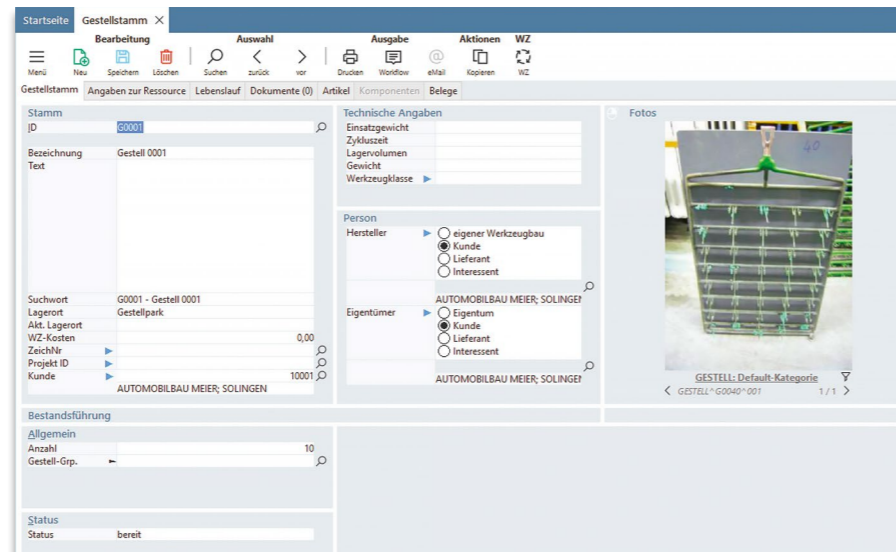 Startseite Gestellstamm ×
Bearbeitung Auswahl Ausgabe Aktionen WZ
Menü Neu Speichern Löschen Suchen zurück vor Drucken Workflow eMail Kopieren WZ
Gestellstamm Angaben zur Ressource Lebenslauf Dokumente (0) Artikel Komponenten Belege
Stamm
ID G0001
Bezeichnung Gestell 0001
Text
Suchwort G0001 - Gestell 0001
Lagerort Gestellpark
Akt. Lagerort
WZ-Kosten 0,00
ZeichNr
Projekt ID
Kunde 10001
AUTOMOBILBAU MEIER; SOLINGEN
Technische Angaben
Einsatzgewicht
Zykluszeit
Lagervolumen
Gewicht
Werkzeugklasse
Person
Hersteller eigener Werkzeugbau
Kunde
Lieferant
Interessent
AUTOMOBILBAU MEIER; SOLINGEN
Eigentümer Eigentum
Kunde
Lieferant
Interessent
AUTOMOBILBAU MEIER; SOLINGEN
Fotos
40
GESTELL: Default-Kategorie
GESTELL^G0040^001 1 / 1
Bestandsführung
Allgemein
Anzahl 10
Gestell-Grp.
Status
Status bereit